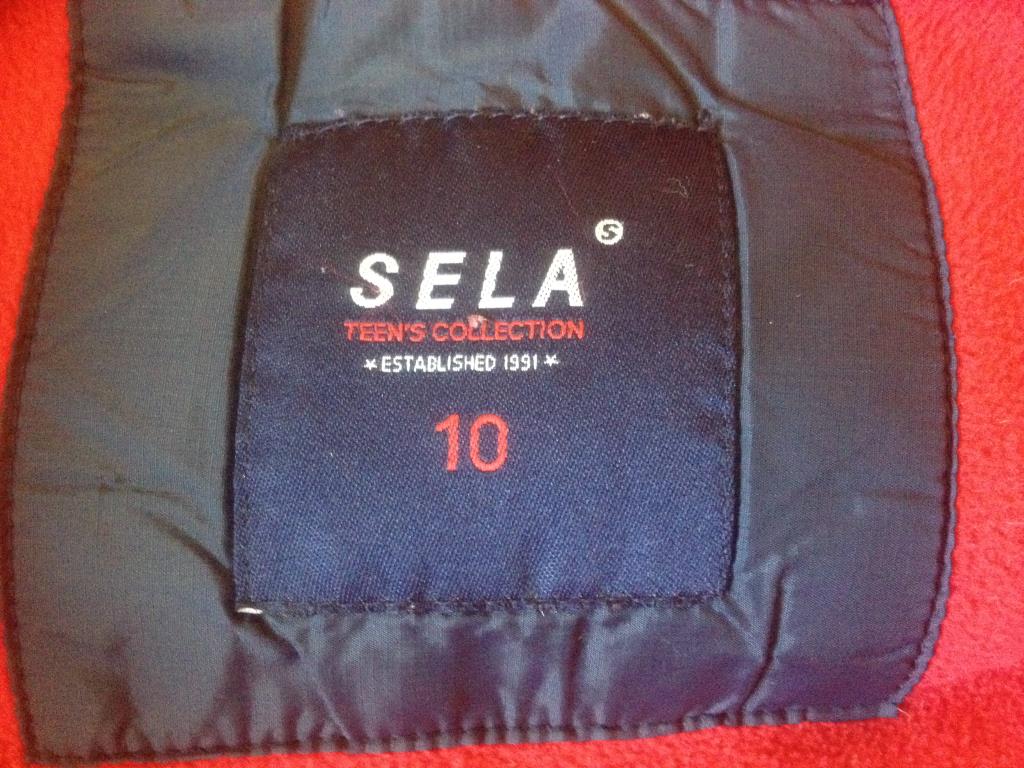 SELA Ⓢ
TEEN'S COLLECTION
*ESTABLISHED 1991*
10